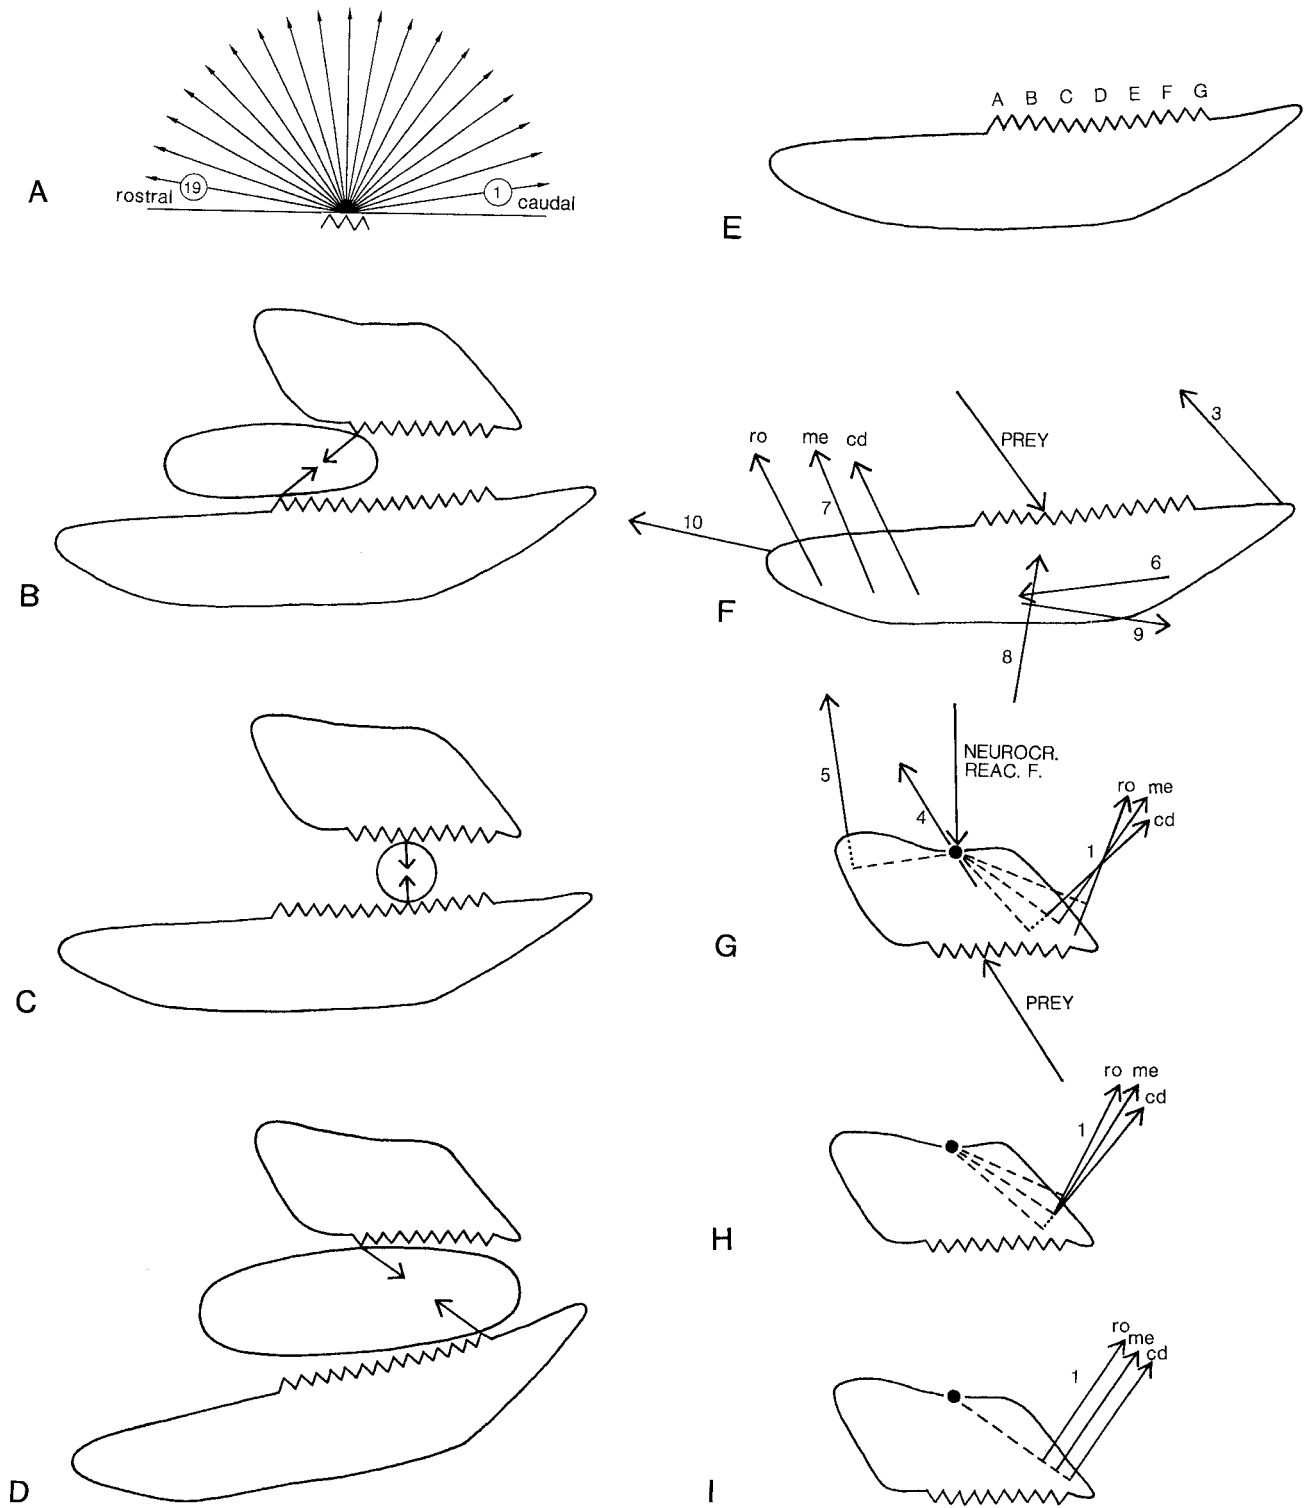 A
rostral
19
1
caudal
B
C
D
E
A B C D E F G
F
ro me cd
PREY
3
10
7
6
9
8
G
5
4
NEUROCR.
REAC. F.
ro me
cd
1
PREY
H
ro me
cd
1
I
ro
me
cd
1